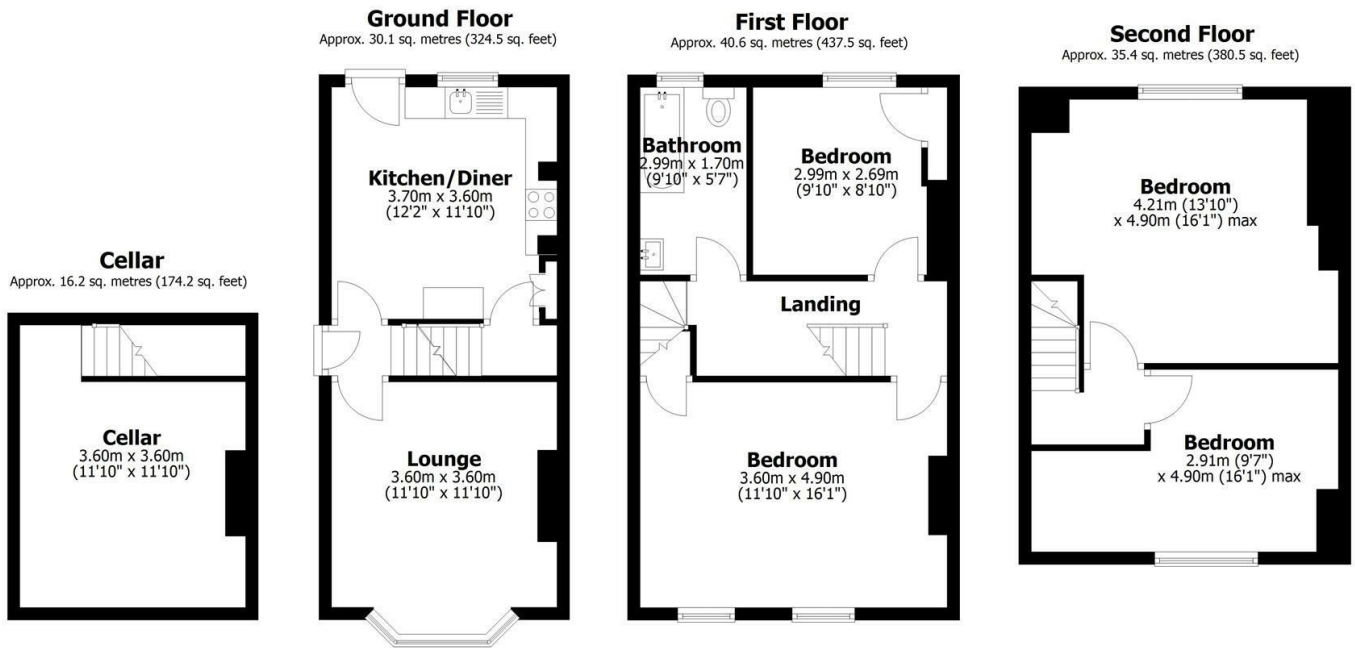 Ground Floor
Approx. 30.1 sq. metres (324.5 sq. feet)
Kitchen/Diner
3.70m x 3.60m
(12'2" x 11'10")
Lounge
3.60m x 3.60m
(11'10" x 11'10")
First Floor
Approx. 40.6 sq. metres (437.5 sq. feet)
Bathroom
2.99m x 1.70m
(9'10" x 5'7")
Bedroom
2.99m x 2.69m
(9'10" x 8'10")
Landing
Bedroom
3.60m x 4.90m
(11'10" x 16'1")
Second Floor
Approx. 35.4 sq. metres (380.5 sq. feet)
Bedroom
4.21m (13'10")
x 4.90m (16'1") max
Bedroom
2.91m (9'7")
x 4.90m (16'1") max
Cellar
Approx. 16.2 sq. metres (174.2 sq. feet)
Cellar
3.60m x 3.60m
(11'10" x 11'10")